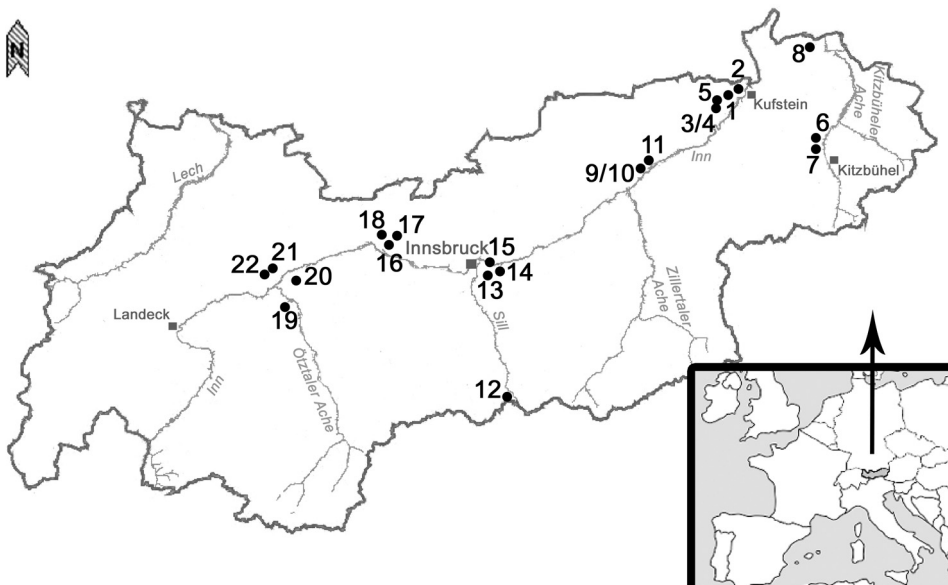 N
8
2
5
Kufstein
1
3/4
Kitzbüheler
Ache
6
7
Kitzbühel
11
Inn
9/10
Lech
18
17
16
Innsbruck
15
14
13
21
22
20
19
Landeck
Inn
Ötztaler Ache
Sill
Zillertaler
Ache
12